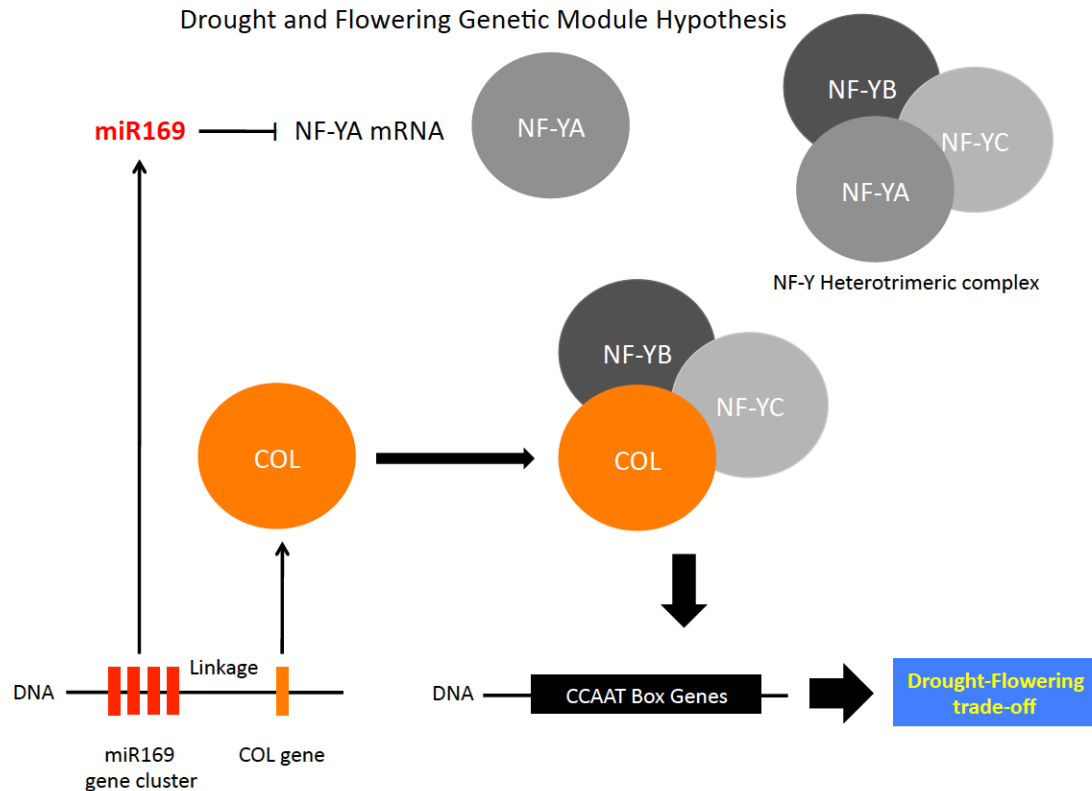 Drought and Flowering Genetic Module Hypothesis
miR169
NF-YA mRNA
NF-YA
NF-YB
NF-YC
NF-YA
NF-Y Heterotrimeric complex
NF-YB
NF-YC
COL
COL
Linkage
DNA
miR169
gene cluster
COL gene
DNA
CCAAT Box Genes
Drought-Flowering
trade-off